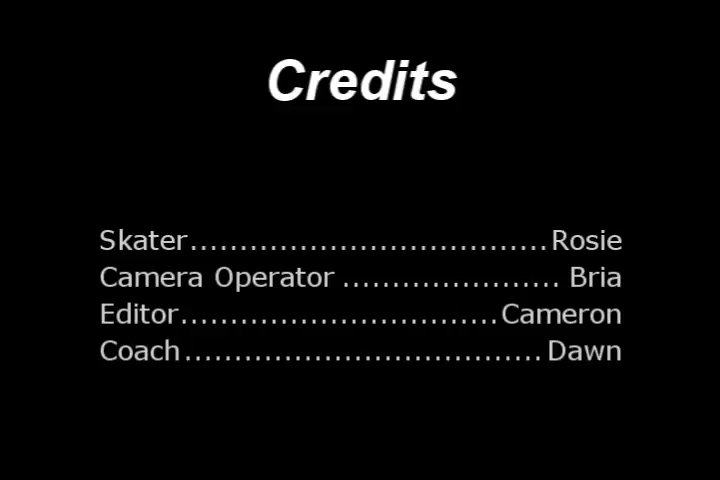 Credits
Skater....................................Rosie
Camera Operator ...................... Bria
Editor................................Cameron
Coach....................................Dawn